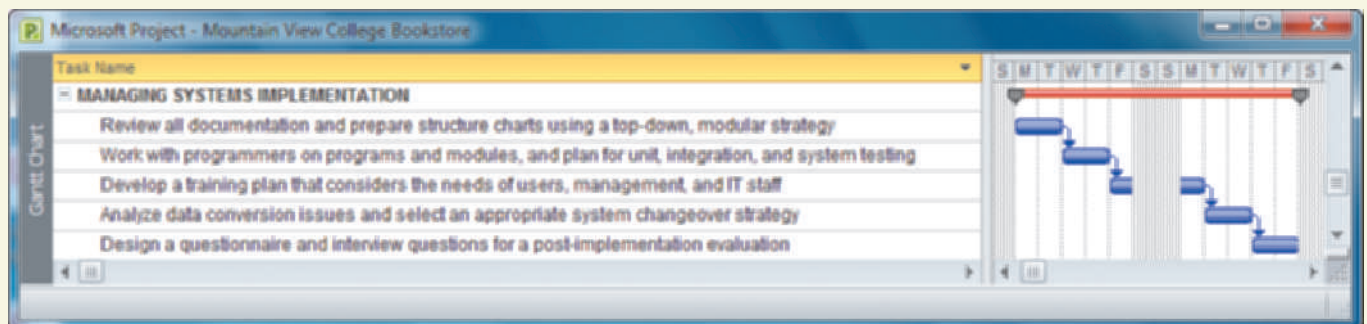 Microsoft Project - Mountain View College Bookstore
Task Name
S M T W T F S S M T W T F S
MANAGING SYSTEMS IMPLEMENTATION
Review all documentation and prepare structure charts using a top-down, modular strategy
Work with programmers on programs and modules, and plan for unit, integration, and system testing
Develop a training plan that considers the needs of users, management, and IT staff
Analyze data conversion issues and select an appropriate system changeover strategy
Design a questionnaire and interview questions for a post-implementation evaluation
Gantt Chart